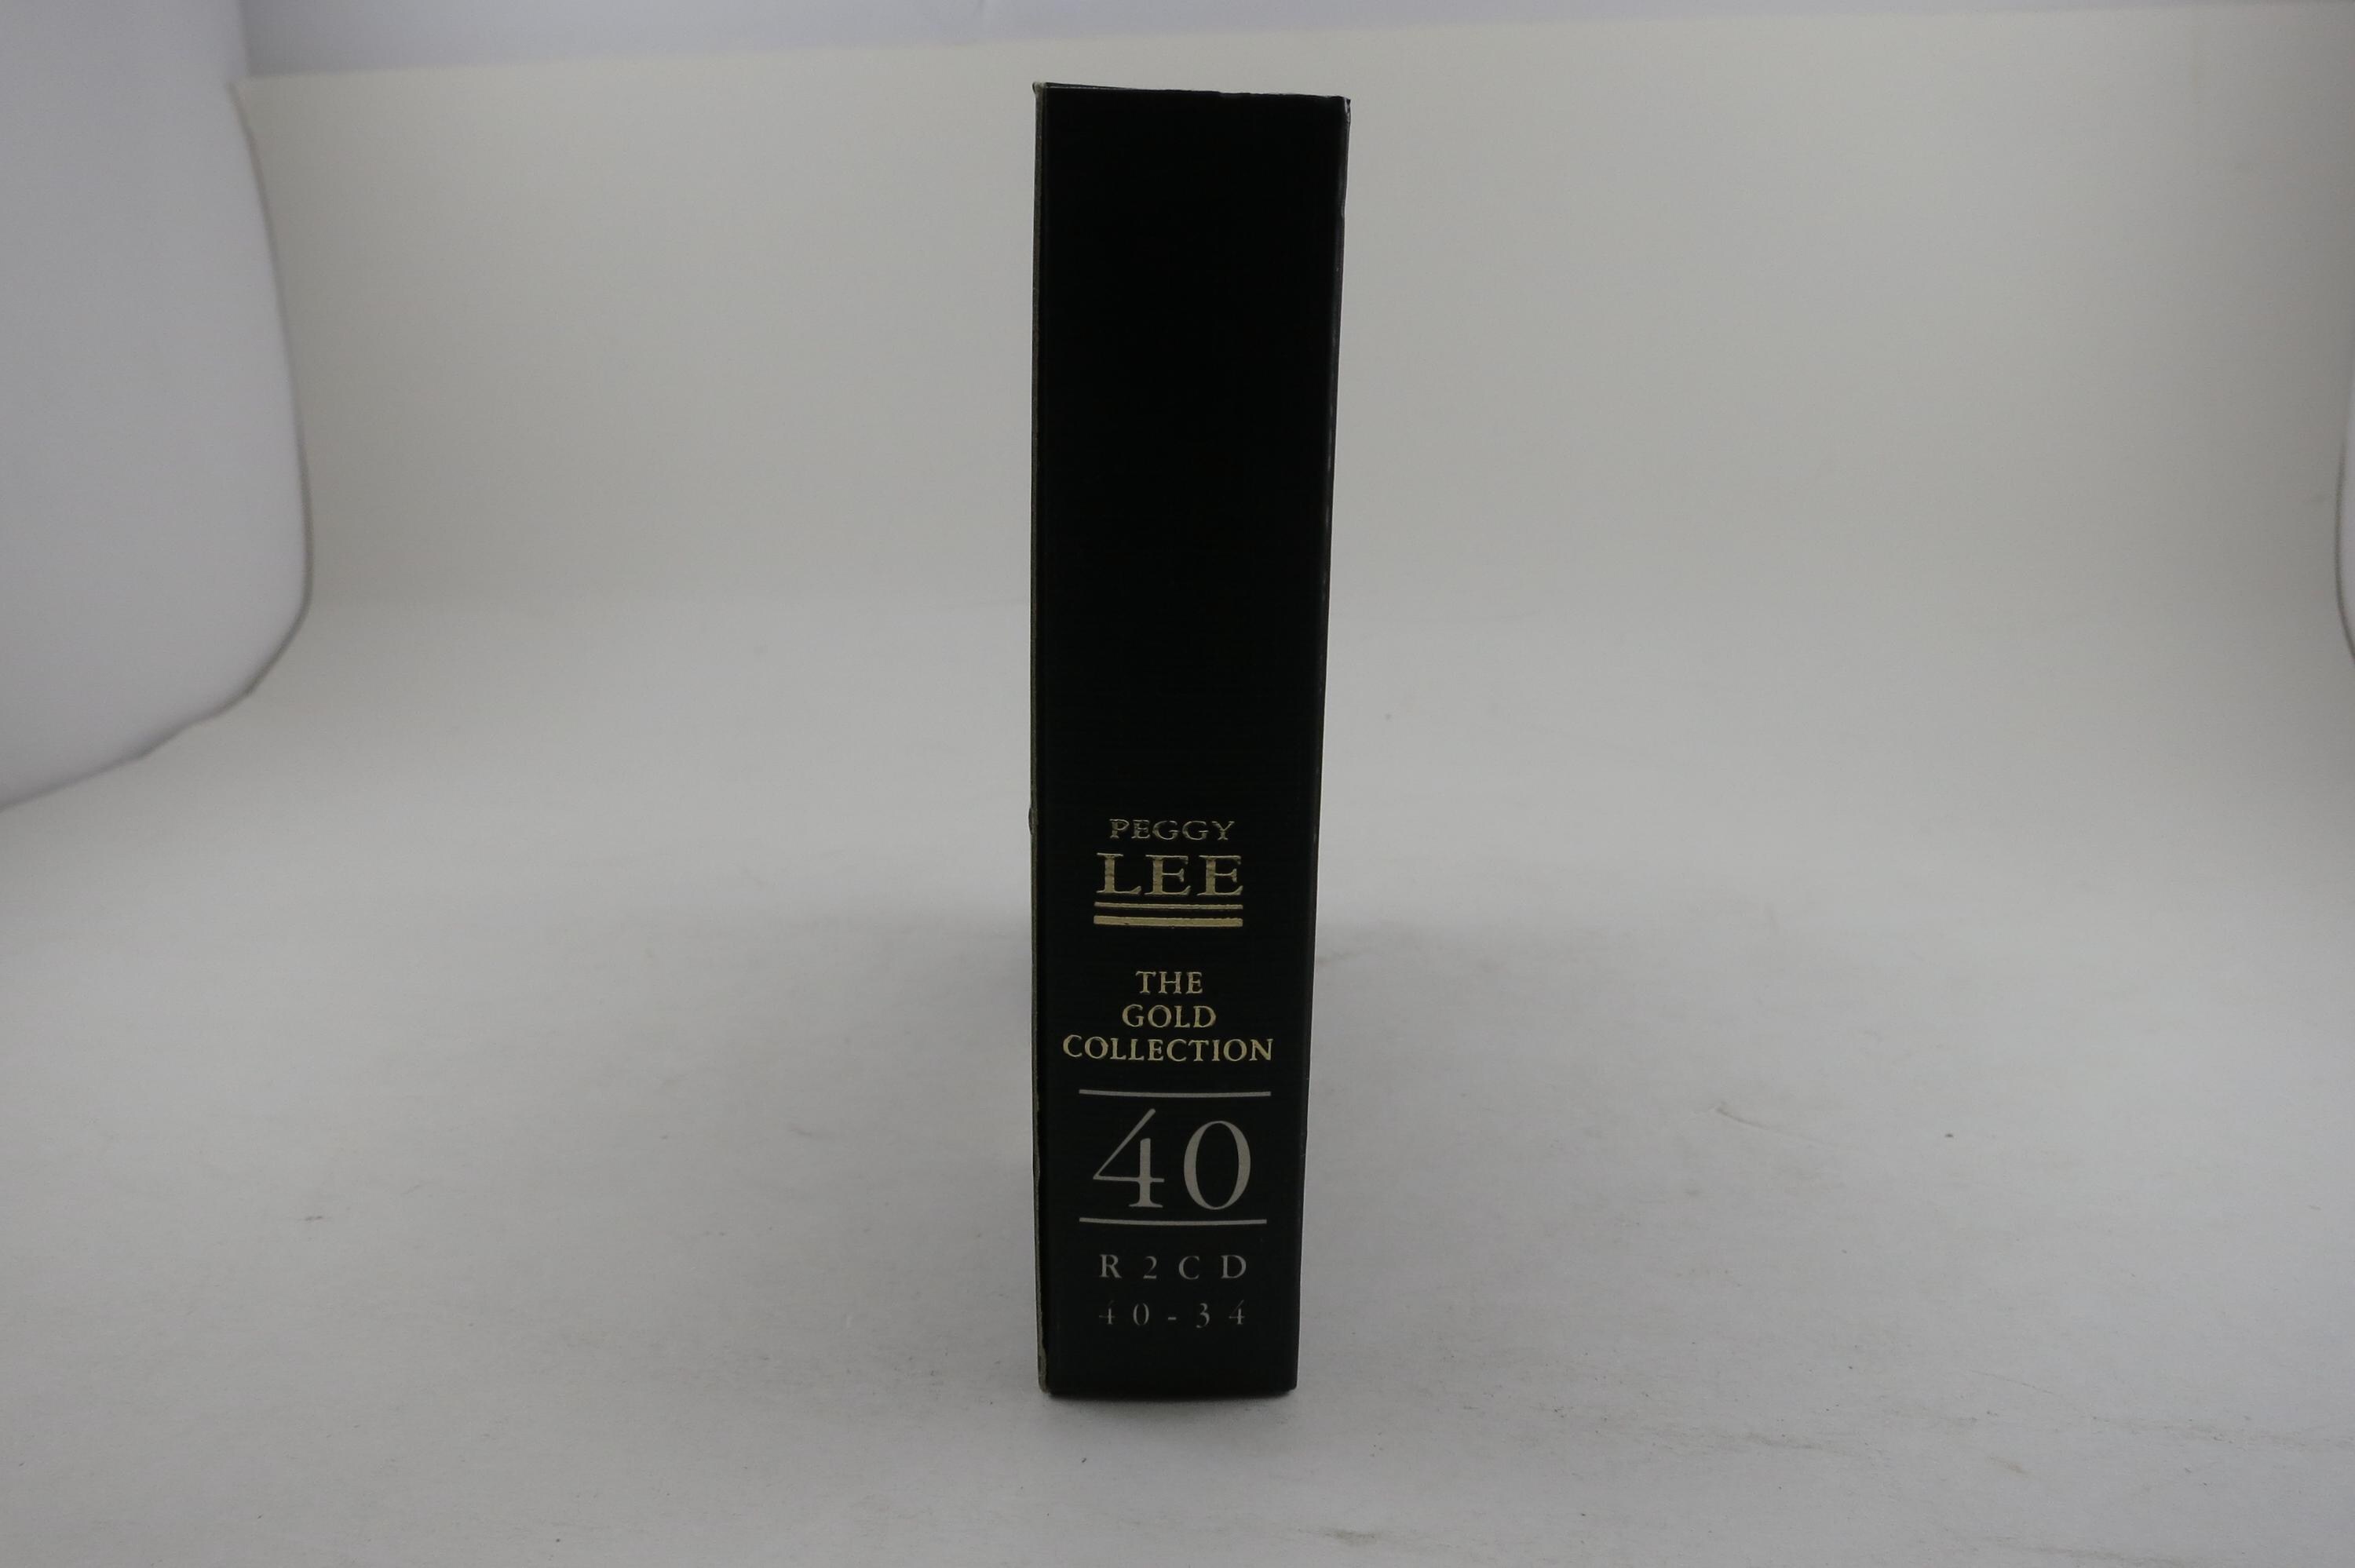 PEGGY
LEE
THE
GOLD
COLLECTION
40
R2CD
40-34